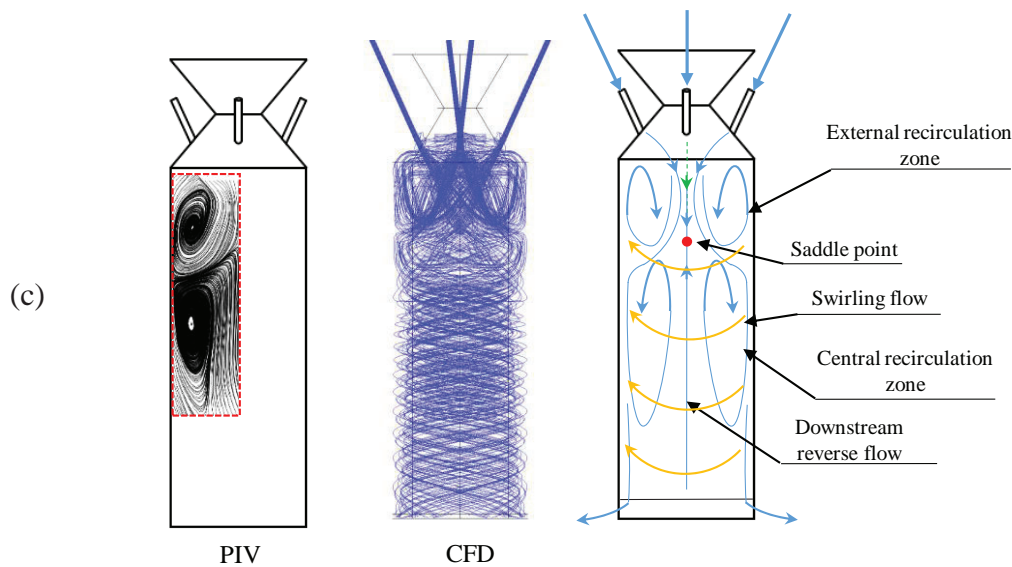 (c)
PIV
CFD
External recirculation
zone
Saddle point
Swirling flow
Central recirculation
zone
Downstream
reverse flow